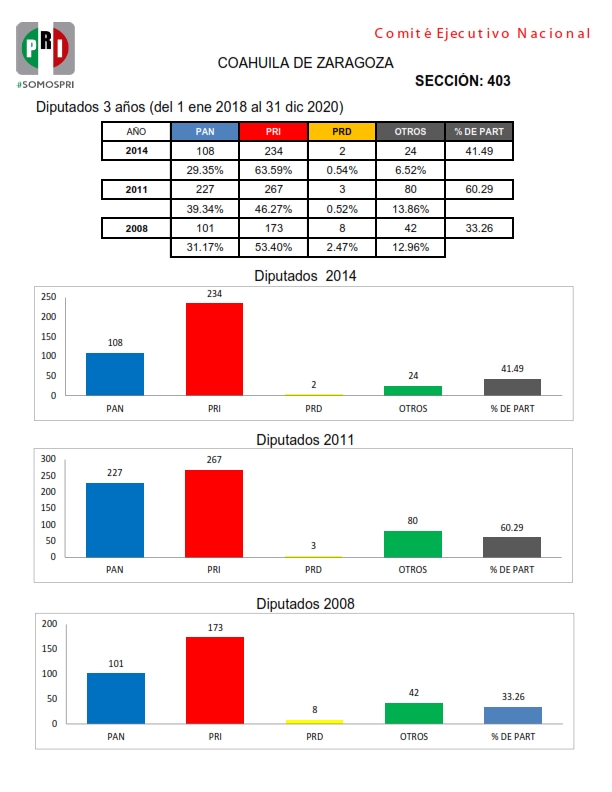 Comité Ejecutivo Nacional
PRI
#SOMOSPRI
COAHUILA DE ZARAGOZA
SECCIÓN: 403
Diputados 3 años (del 1 ene 2018 al 31 dic 2020)
AÑO PAN PRI PRD OTROS % DE PART
2014 108 234 2 24 41.49
29.35% 63.59% 0.54% 6.52%
2011 227 267 3 80 60.29
39.34% 46.27% 0.52% 13.86%
2008 101 173 8 42 33.26
31.17% 53.40% 2.47% 12.96%
Diputados 2014
250
200
150
100
50
0
108 234 2 24 41.49
PAN PRI PRD OTROS % DE PART
Diputados 2011
300
250
200
150
100
50
0
227 267 3 80 60.29
PAN PRI PRD OTROS % DE PART
Diputados 2008
200
150
100
50
0
101 173 8 42 33.26
PAN PRI PRD OTROS % DE PART